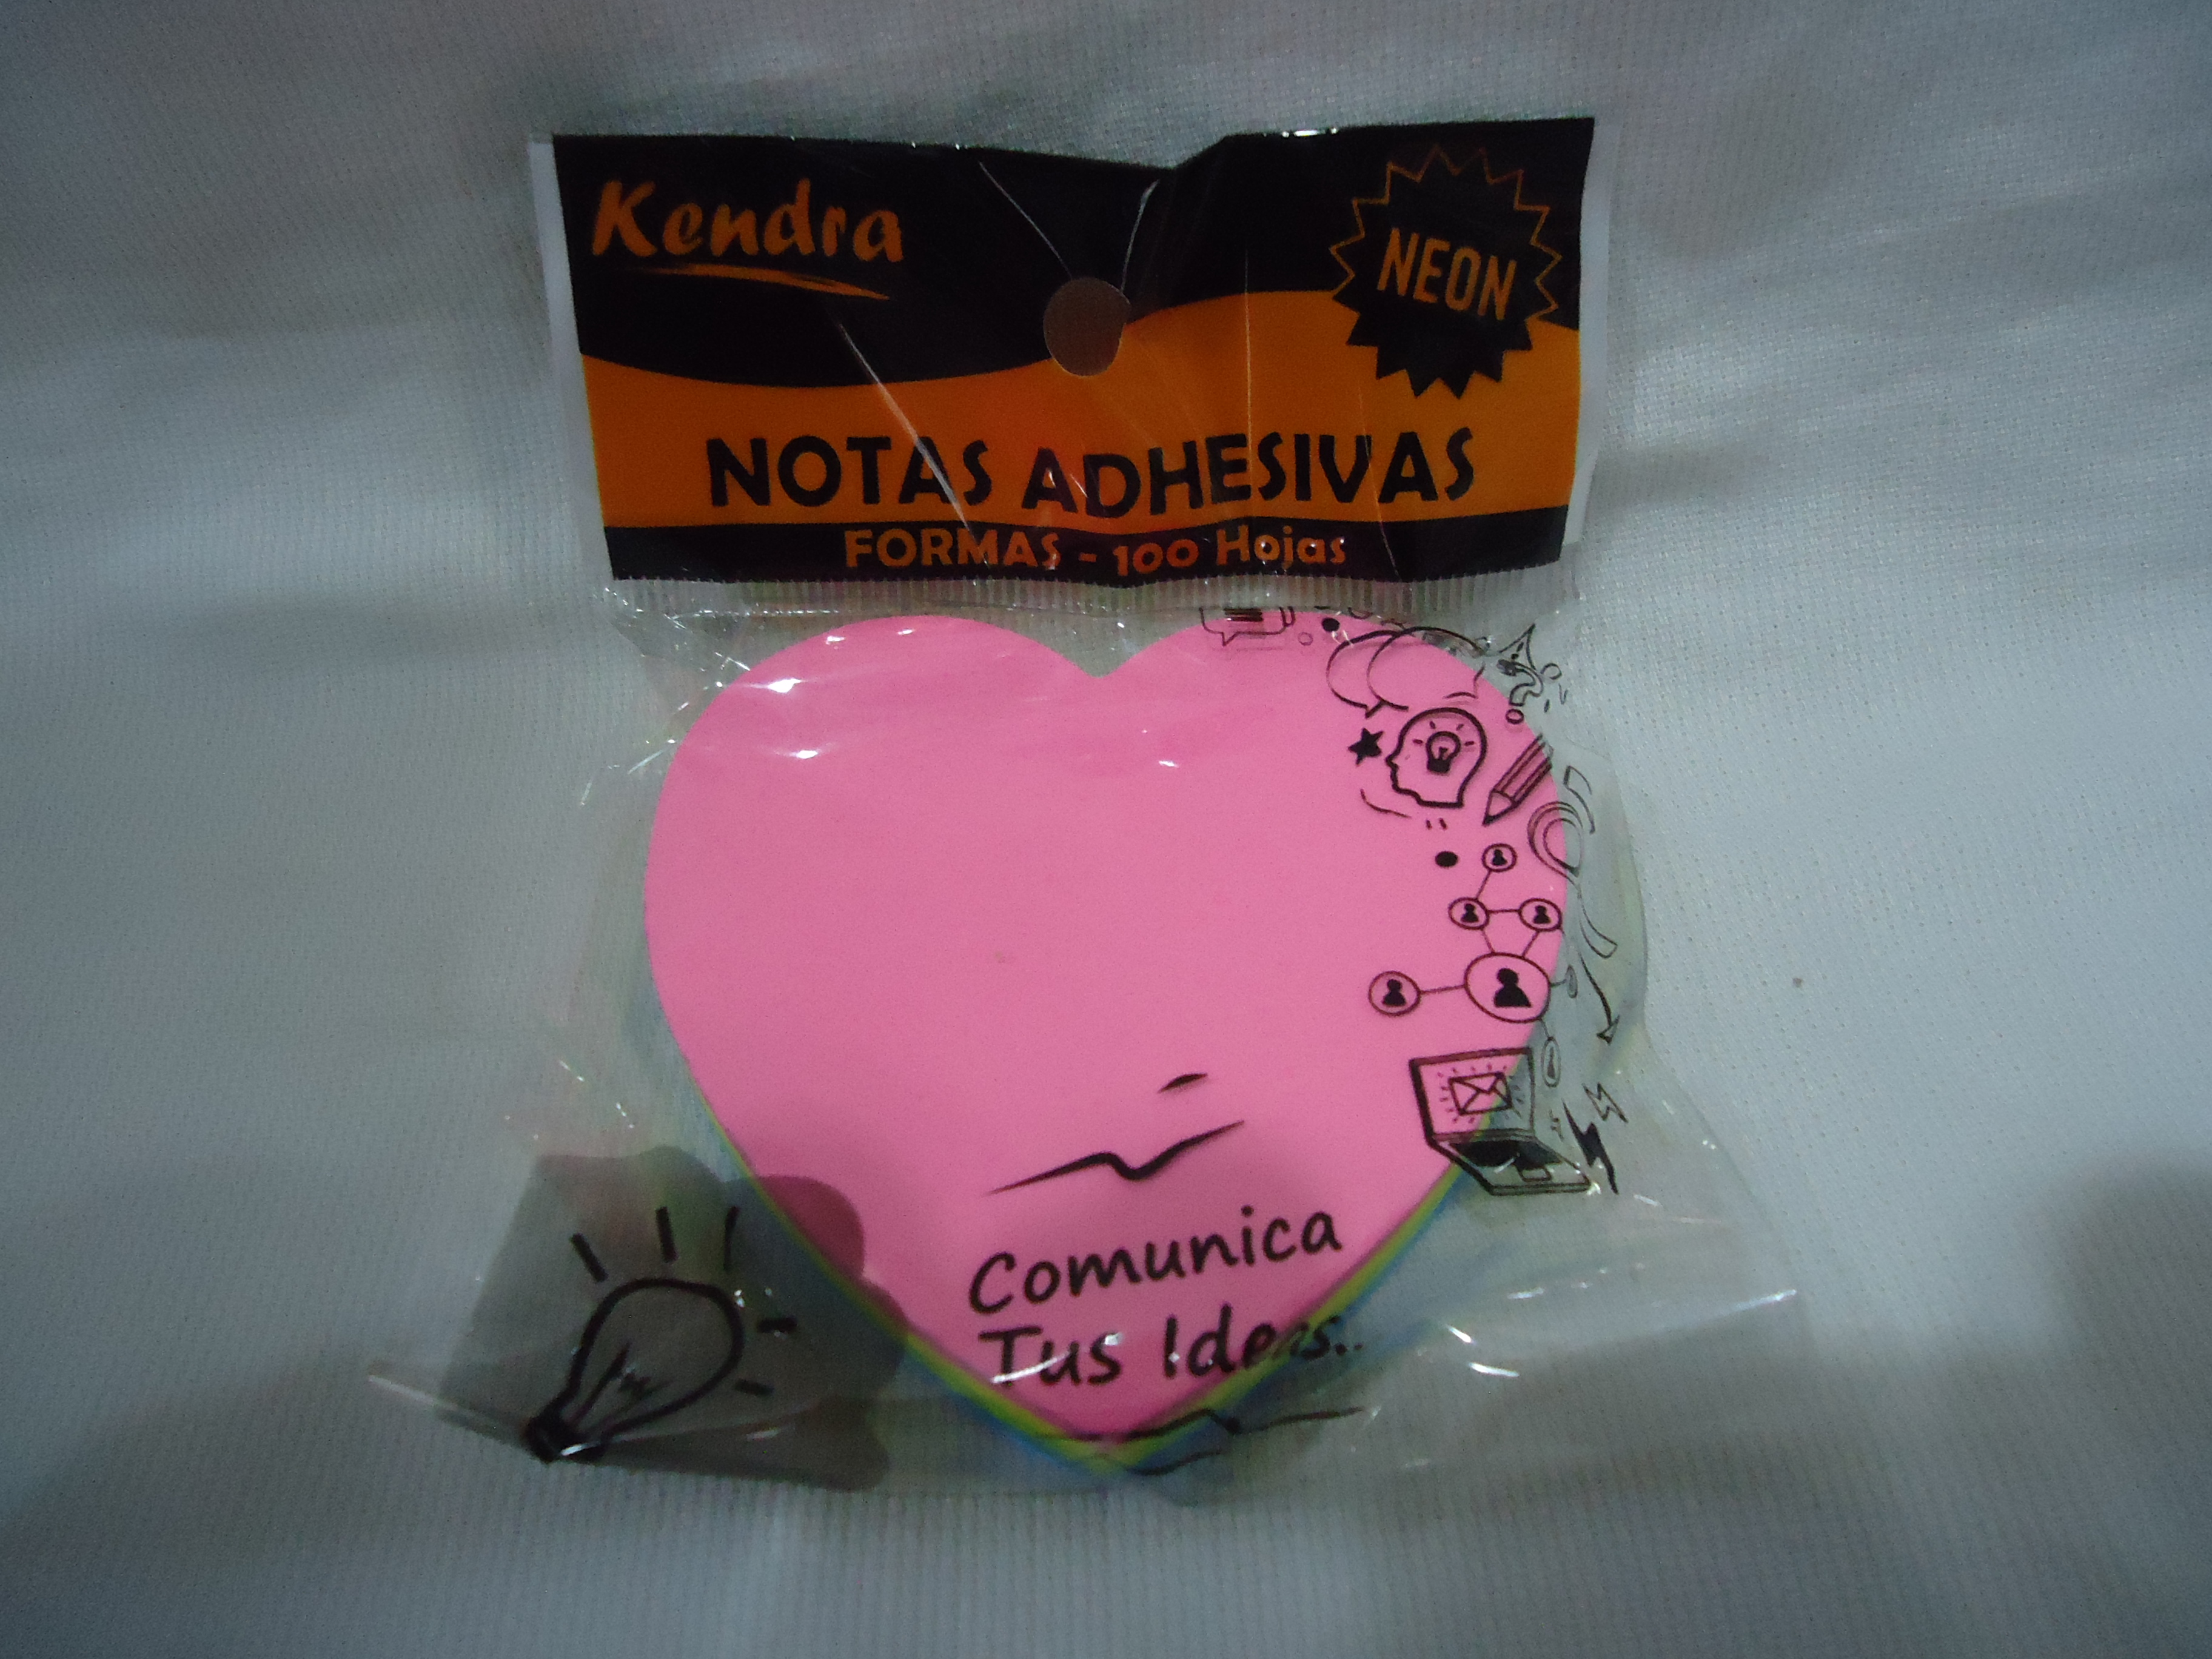 Kendra
NEON
NOTAS ADHESIVAS
FORMAS - 100 Hojas
Comunica
Tus Ideas..